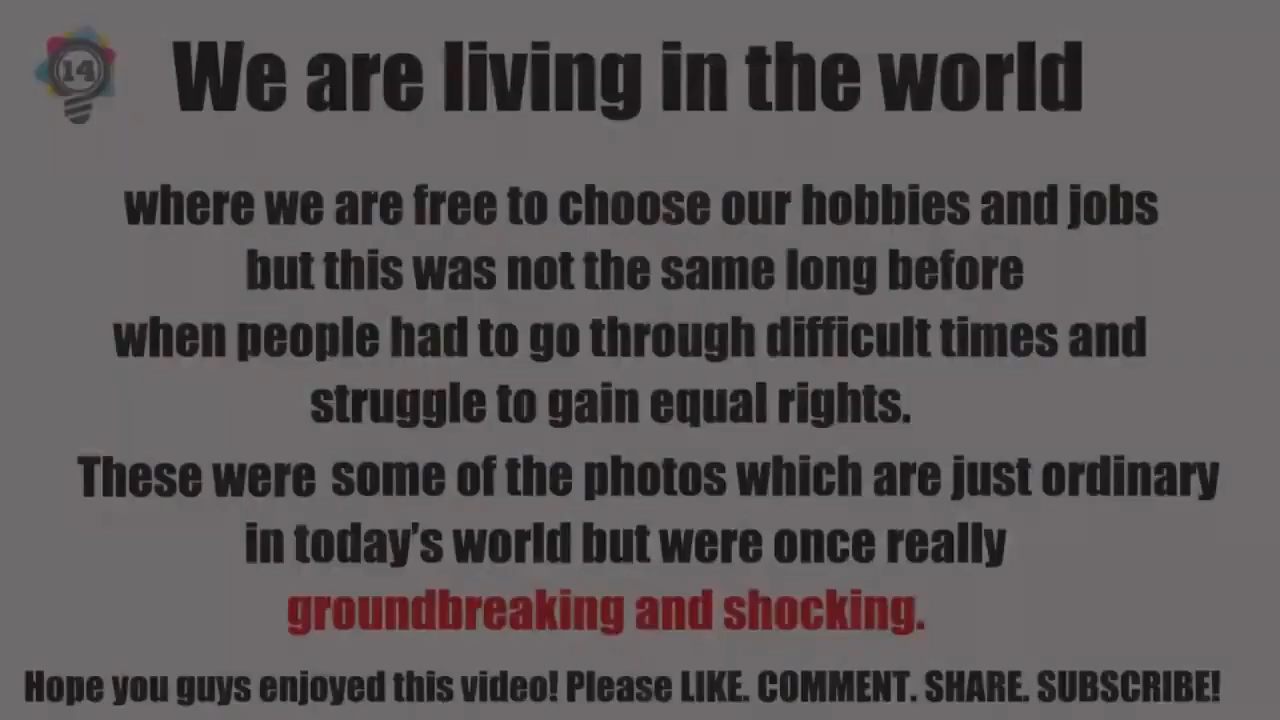 14
We are living in the world
where we are free to choose our hobbies and jobs
but this was not the same long before
when people had to go through difficult times and
struggle to gain equal rights.
These were some of the photos which are just ordinary
in today's world but were once really
groundbreaking and shocking.
Hope you guys enjoyed this video! Please LIKE. COMMENT. SHARE. SUBSCRIBE!